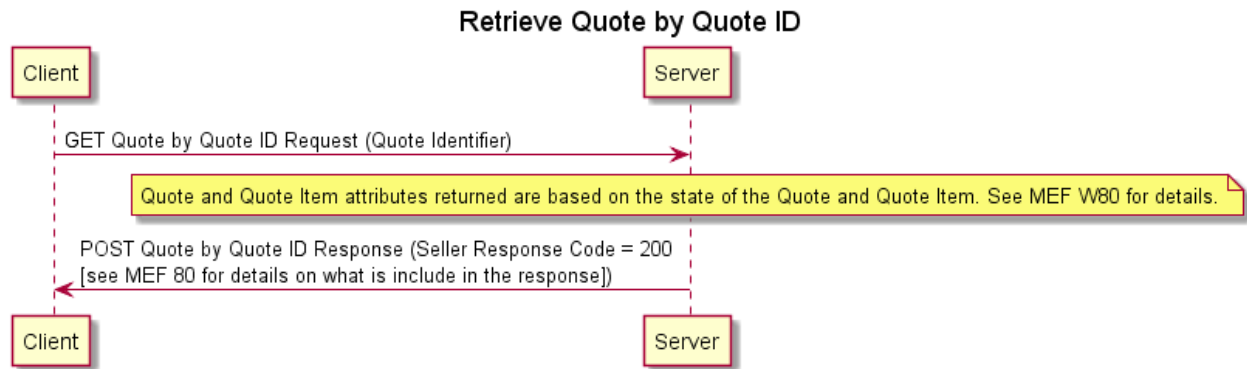 Retrieve Quote by Quote ID
Client
Server
GET Quote by Quote ID Request (Quote Identifier)
Quote and Quote Item attributes returned are based on the state of the Quote and Quote Item. See MEF W80 for details.
POST Quote by Quote ID Response (Seller Response Code = 200
[see MEF 80 for details on what is include in the response])
Client
Server